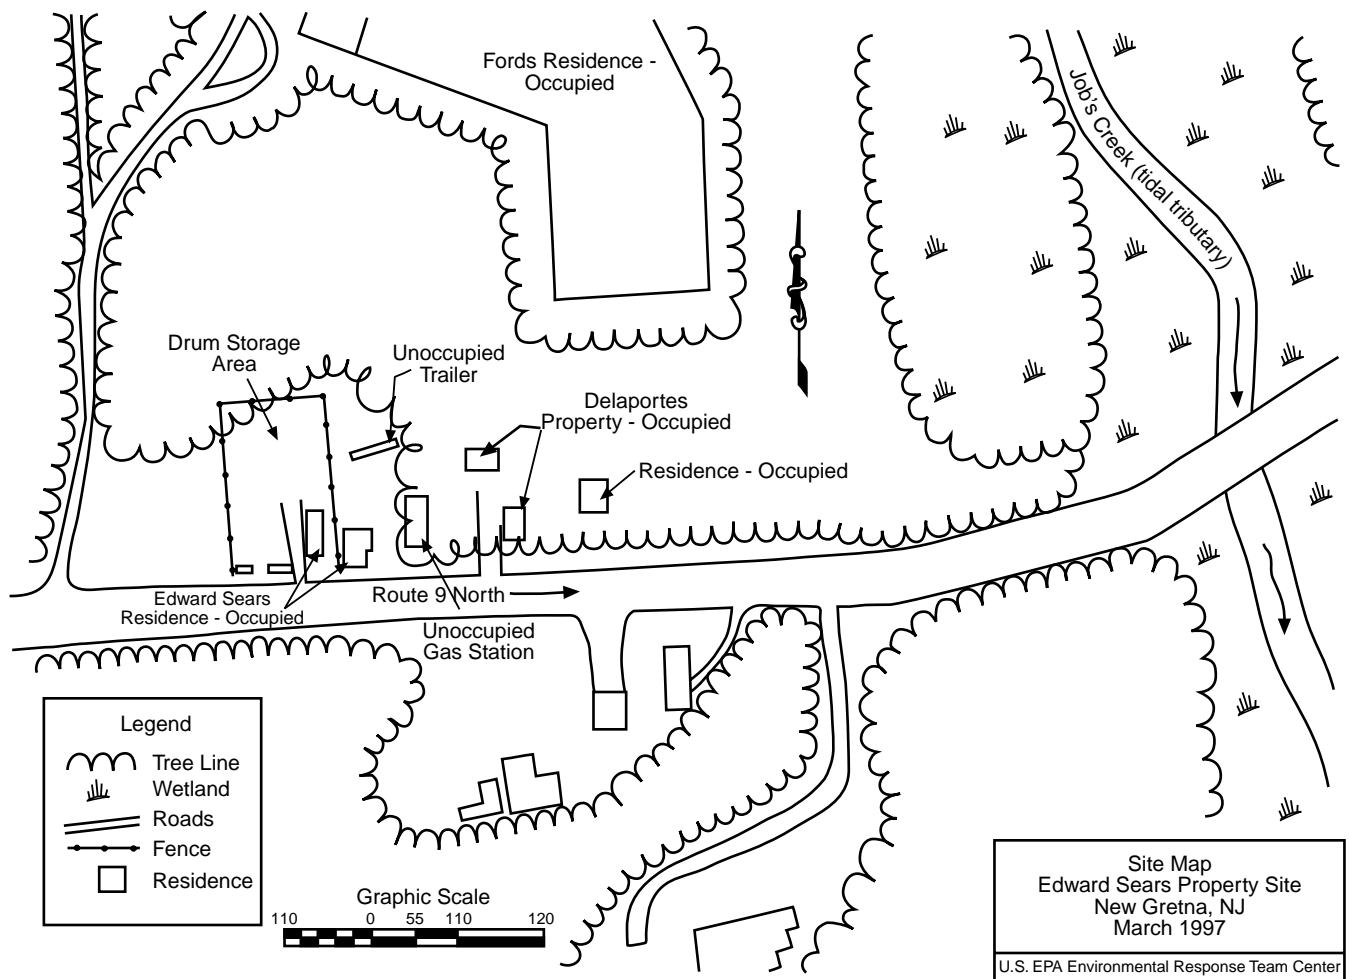 Fords Residence -
Occupied
Job's Creek (tidal tributary)
Drum Storage
Area
Unoccupied
Trailer
Delaportes
Property - Occupied
Residence - Occupied
Edward Sears
Residence - Occupied
Route 9 North
Unoccupied
Gas Station
Legend
Tree Line
Wetland
Roads
Fence
Residence
Graphic Scale
110 0 55 110 120
Site Map
Edward Sears Property Site
New Gretna, NJ
March 1997
U.S. EPA Environmental Response Team Center